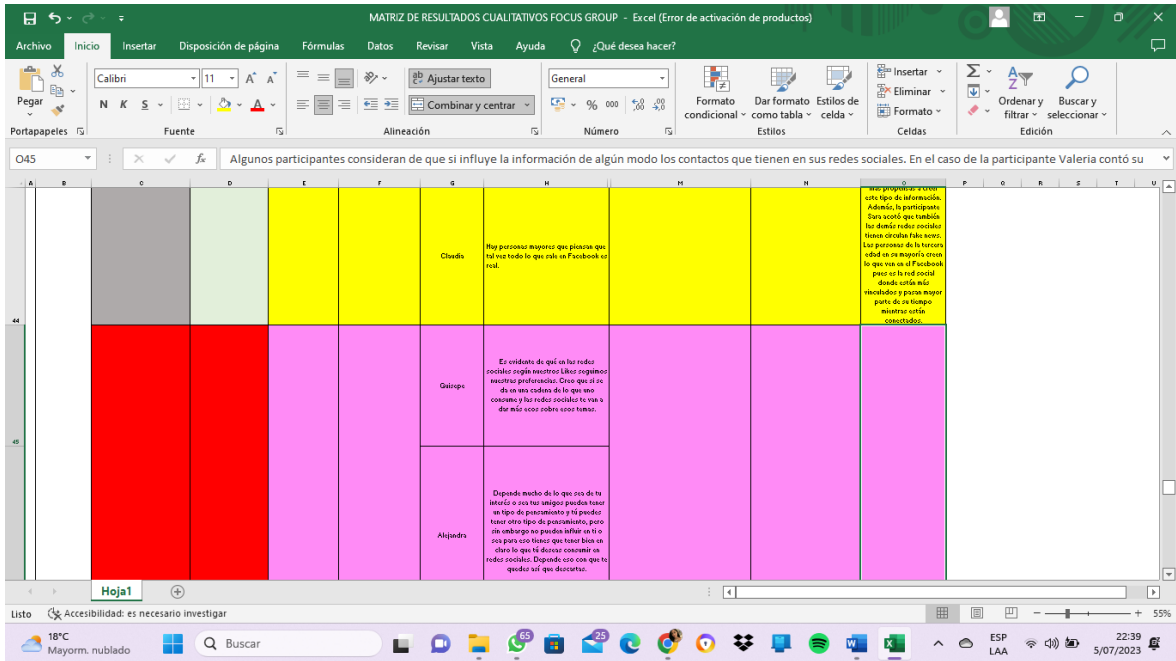 MATRIZ DE RESULTADOS CUALITATIVOS FOCUS GROUP - Excel (Error de activación de productos)
Archivo Inicio Insertar Disposición de página Fórmulas Datos Revisar Vista Ayuda ¿Qué desea hacer?
Pegar
Portapapeles
Calibri 11
N K S
Fuente
Ajustar texto
Combinar y centrar
Alineación
General
% 000
Número
Formato condicional
Dar formato como tabla
Estilos de celda
Estilos
Insertar
Eliminar
Formato
Celdas
Ordenar y filtrar
Buscar y seleccionar
Edición
O45
fx
Algunos participantes consideran de que si influye la información de algún modo los contactos que tienen en sus redes sociales. En el caso de la participante Valeria contó su
A B C D E F G H M N O P Q R S T U
44
Claudia
Hay personas mayores que piensan que
tal vez todo lo que sale en Facebook es
real.
más propensas a creer
este tipo de información.
Además, la participante
Sara acotó que también
las demás redes sociales
tienen circulan fake news.
Las personas de la tercera
edad en su mayoría creen
lo que ven en el Facebook
pues es la red social
donde están más
vinculados y pasan mayor
parte de su tiempo
mientras están
conectados.
45
Guisepe
Es evidente de qué en las redes
sociales según nuestros Likes seguimos
nuestras preferencias. Creo que si se
da en una cadena de lo que uno
consume y las redes sociales te van a
dar más ecos sobre esos temas.
Alejandra
Depende mucho de lo que sea de tu
interés o sea tus amigos pueden tener
un tipo de pensamiento y tú puedes
tener otro tipo de pensamiento, pero
sin embargo no pueden influir en ti o
sea para eso tienes que tener bien en
claro lo que tú deseas consumir en
redes sociales. Depende eso con que te
quedes así que descartas.
Hoja1
Listo Accesibilidad: es necesario investigar 55%
18°C
Mayorm. nublado
Buscar
65
25
ESP
LAA
22:39
5/07/2023